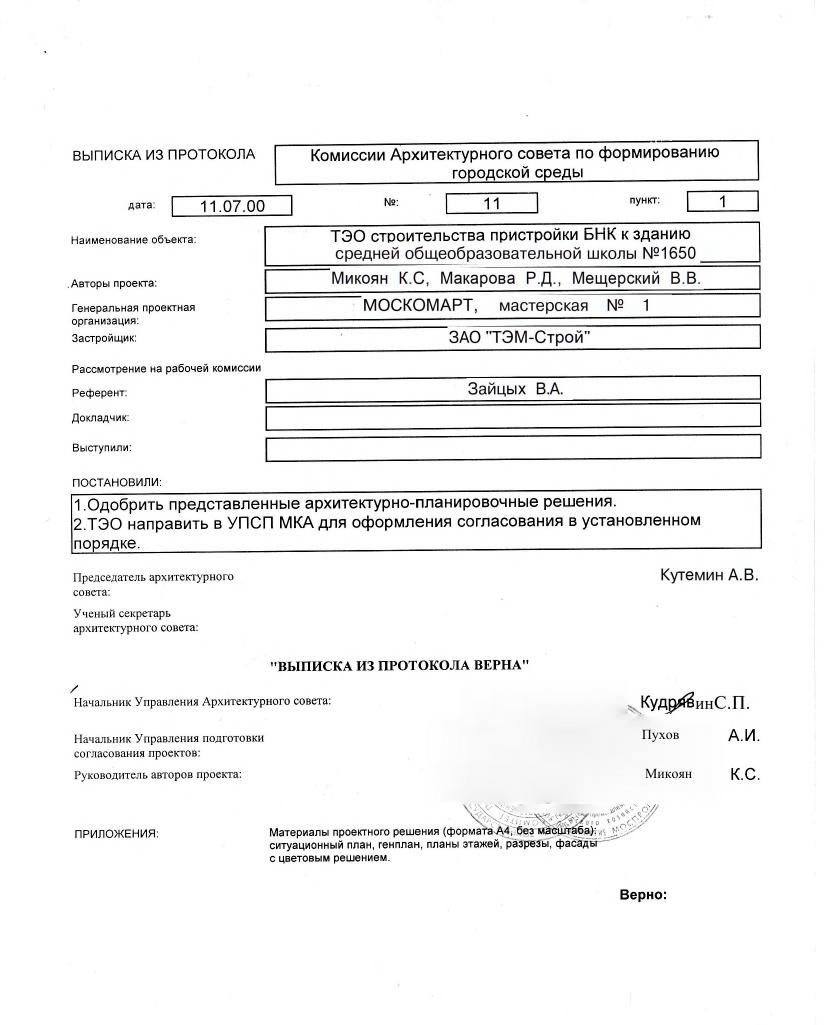 ВЫПИСКА ИЗ ПРОТОКОЛА
Комиссии Архитектурного совета по формированию
городской среды
дата: 11.07.00 №: 11 пункт: 1
Наименование объекта:
ТЭО строительства пристройки БНК к зданию
средней общеобразовательной школы №1650
Авторы проекта: Микоян К.С, Макарова Р.Д., Мещерский В.В.
Генеральная проектная
организация:
МОСКОМАРТ, мастерская № 1
Застройщик: ЗАО "ТЭМ-Строй"
Рассмотрение на рабочей комиссии
Референт: Зайцых В.А.
Докладчик:
Выступили:
ПОСТАНОВИЛИ:
1.Одобрить представленные архитектурно-планировочные решения.
2.ТЭО направить в УПСП МКА для оформления согласования в установленном
порядке.
Председатель архитектурного
совета:
Кутемин А.В.
Ученый секретарь
архитектурного совета:
"ВЫПИСКА ИЗ ПРОТОКОЛА ВЕРНА"
Начальник Управления Архитектурного совета: КудрявинС.П.
Начальник Управления подготовки
согласования проектов:
Пухов А.И.
Руководитель авторов проекта: Микоян К.С.
ПРИЛОЖЕНИЯ:
Материалы проектного решения (формата А4, без масштаба):
ситуационный план, генплан, планы этажей, разрезы, фасады
с цветовым решением.
Верно: